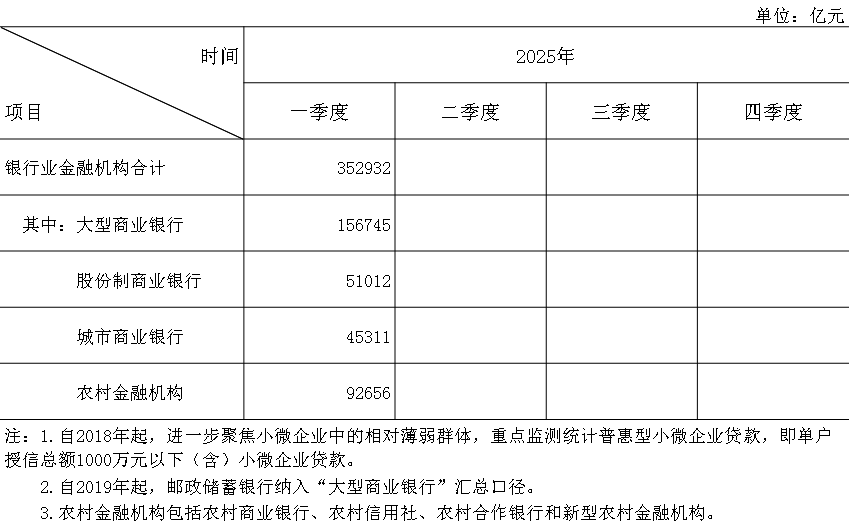 单位：亿元
时间
2025年
项目
一季度 二季度 三季度 四季度
银行业金融机构合计 352932
其中：大型商业银行 156745
股份制商业银行 51012
城市商业银行 45311
农村金融机构 92656
注：1.自2018年起，进一步聚焦小微企业中的相对薄弱群体，重点监测统计普惠型小微企业贷款，即单户
授信总额1000万元以下（含）小微企业贷款。
2.自2019年起，邮政储蓄银行纳入“大型商业银行”汇总口径。
3.农村金融机构包括农村商业银行、农村信用社、农村合作银行和新型农村金融机构。